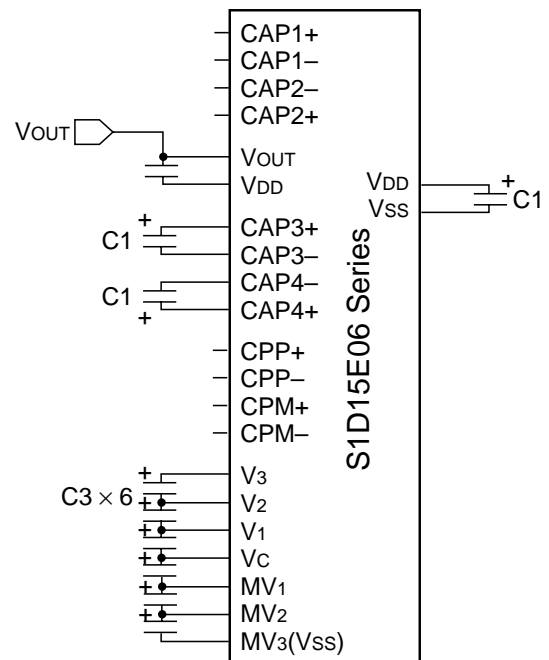 CAP1+
CAP1–
CAP2–
CAP2+
VOUT
VOUT
VDD
VDD
+
C1
VSS
+
C1
CAP3+
CAP3–
C1
+
CAP4–
CAP4+
S1D15E06 Series
CPP+
CPP–
CPM+
CPM–
+
V3
C3 × 6
+
V2
+
V1
+
VC
+
MV1
+
MV2
MV3(VSS)